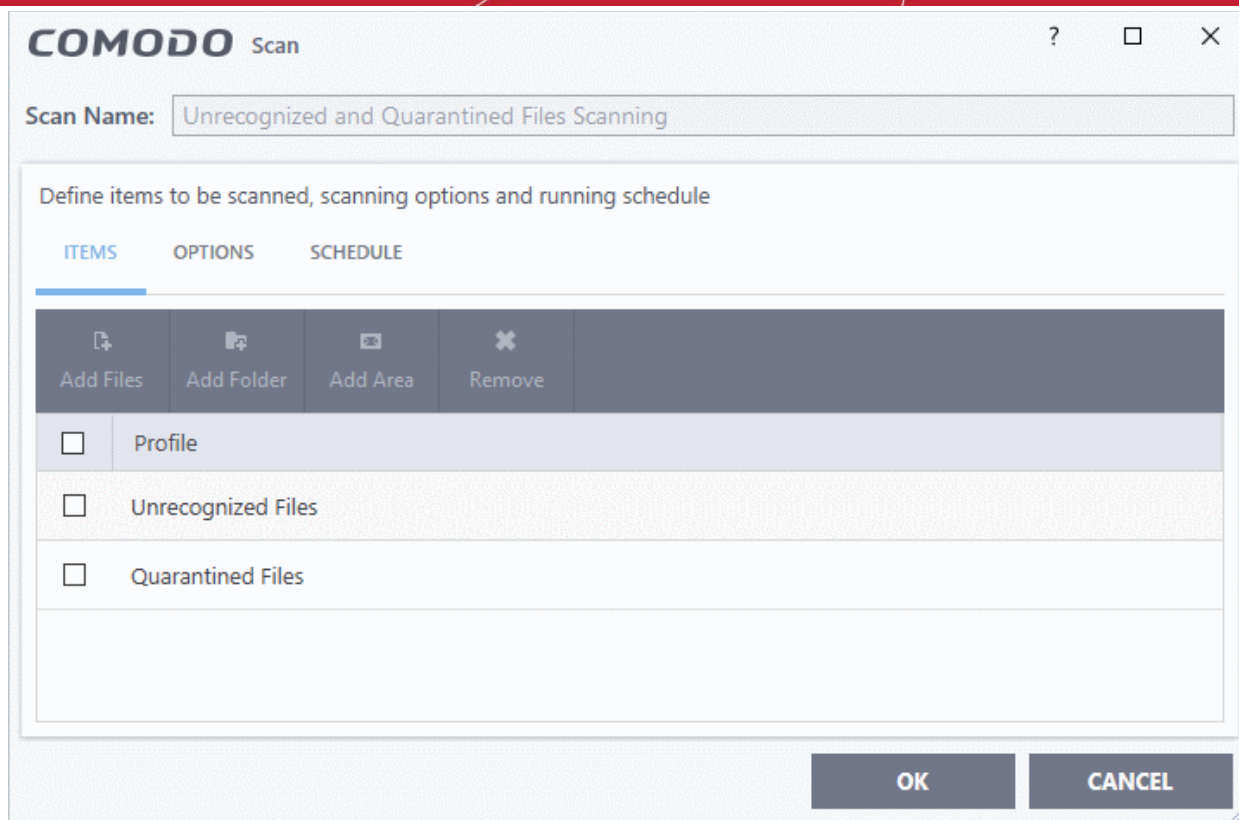 COMODO Scan ?
Scan Name: Unrecognized and Quarantined Files Scanning
Define items to be scanned, scanning options and running schedule
ITEMS OPTIONS SCHEDULE
Add Files Add Folder Add Area Remove
Profile
Unrecognized Files
Quarantined Files
OK CANCEL